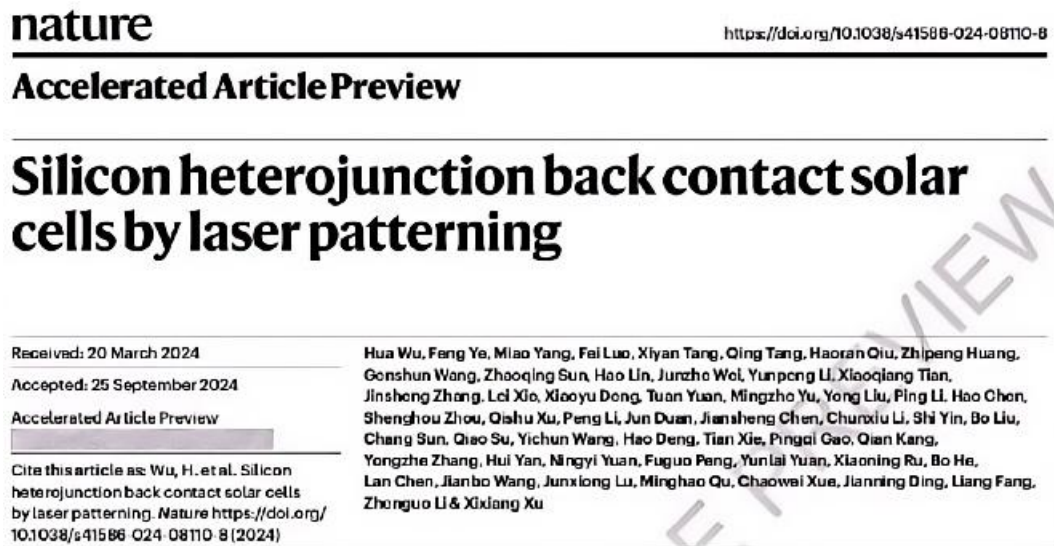 nature
https://doi.org/10.1038/s41586-024-08110-8
Accelerated Article Preview
Silicon heterojunction back contact solar
cells by laser patterning
Received: 20 March 2024
Accepted: 25 September 2024
Accelerated Article Preview
Cite this article as: Wu, H. et al. Silicon
heterojunction back contact solar cells
by laser patterning. Nature https://doi.org/
10.1038/s41586-024-08110-8 (2024)
Hua Wu, Feng Ye, Miao Yang, Fei Luo, Xiyan Tang, Qing Tang, Haoran Qiu, Zhipeng Huang,
Genshun Wang, Zhaoqing Sun, Hao Lin, Junzhe Wei, Yunpeng Li, Xiaoqiang Tian,
Jinsheng Zhang, Lei Xie, Xiaoyu Deng, Tuan Yuan, Mingzhe Yu, Yong Liu, Ping Li, Hao Chen,
Shenghou Zhou, Qishu Xu, Peng Li, Jun Duan, Jiansheng Chen, Chunxiu Li, Shi Yin, Bo Liu,
Chang Sun, Qiao Su, Yichun Wang, Hao Deng, Tian Xie, Pingqi Gao, Qian Kang,
Yongzhe Zhang, Hui Yan, Ningyi Yuan, Fuguo Peng, Yunlai Yuan, Xiaoning Ru, Bo He,
Lan Chen, Jianbo Wang, Junxiong Lu, Minghao Qu, Chaowei Xue, Jianning Ding, Liang Fang,
Zhenguo Li & Xixiang Xu
E PREVIEW